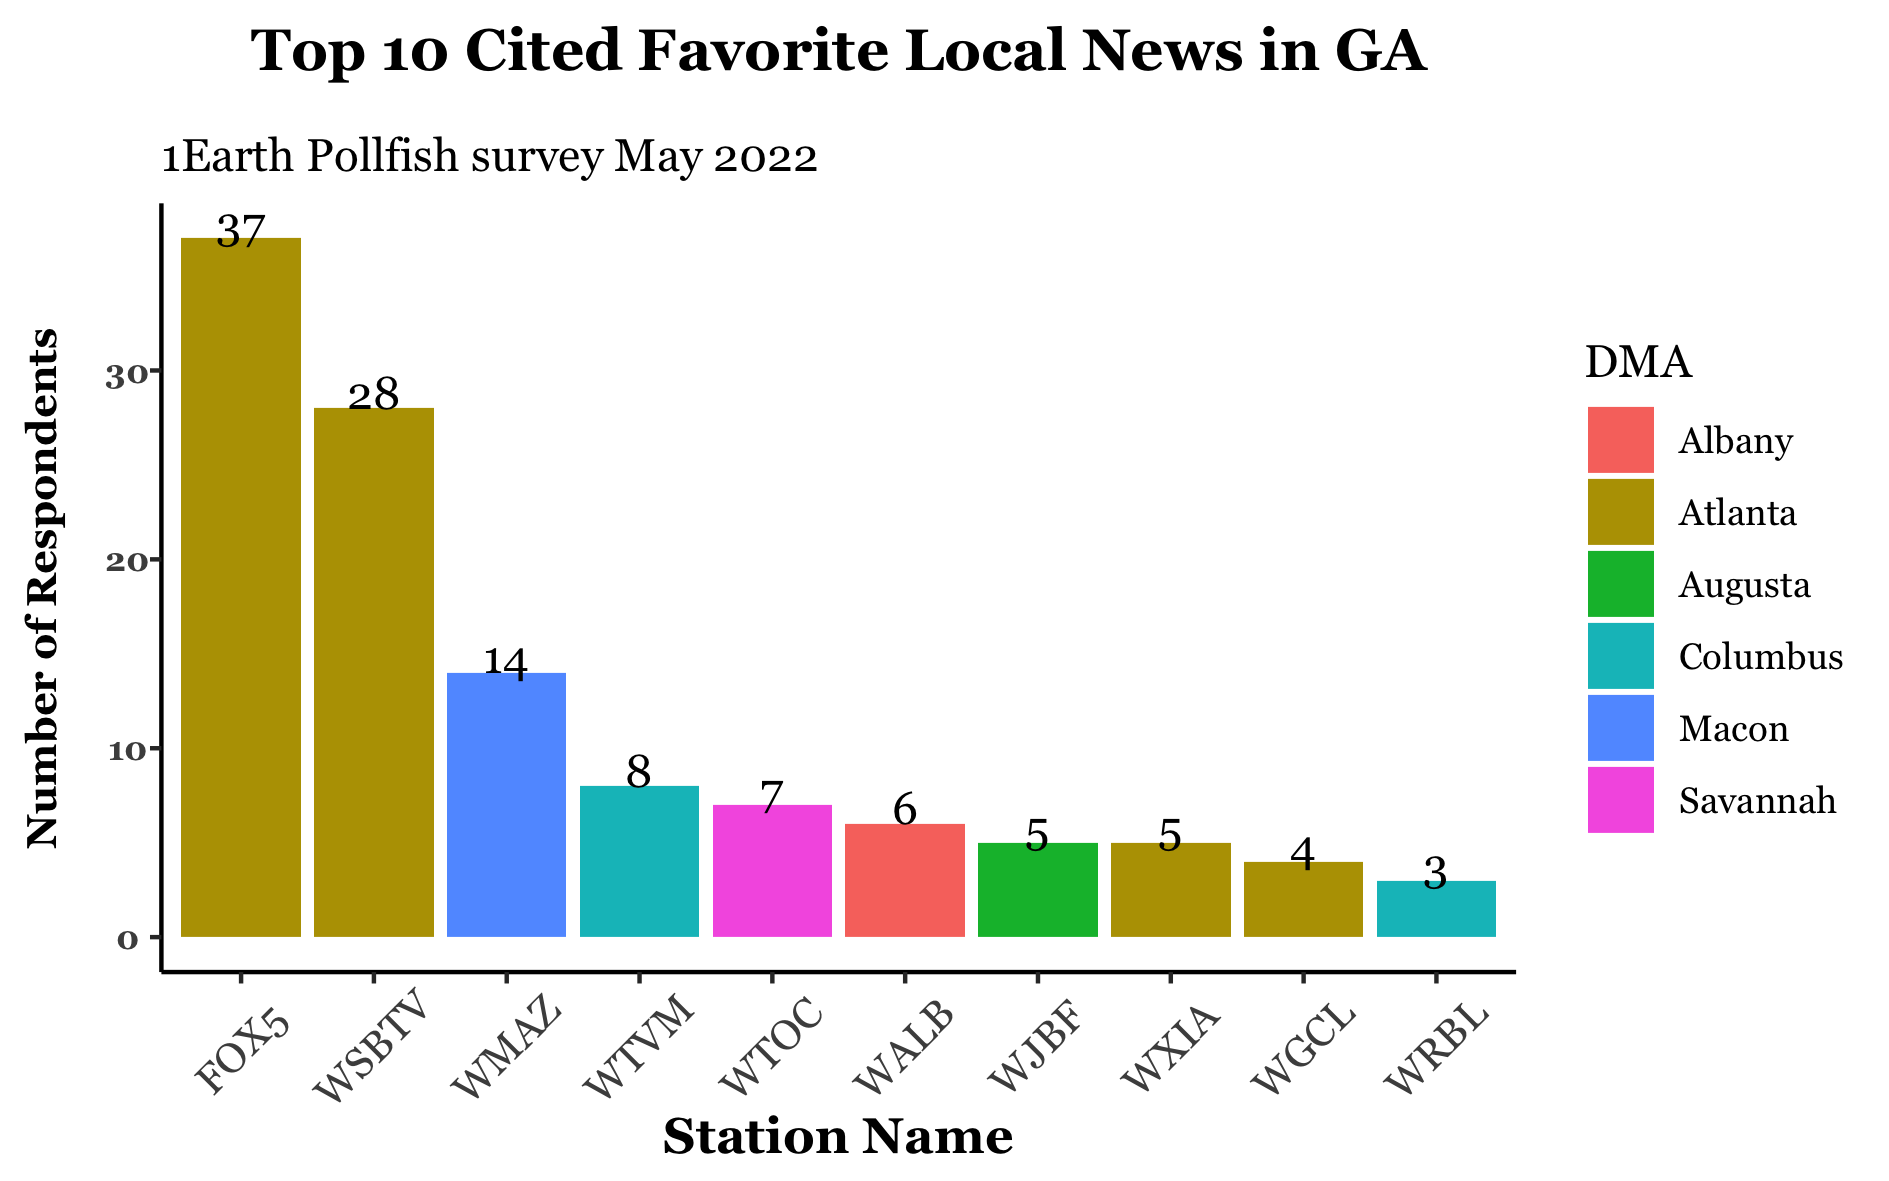 Top 10 Cited Favorite Local News in GA
1Earth Pollfish survey May 2022
Number of Respondents
30
20
10
0
37
28
14
8
7
6
5
5
4
3
FOX5
WSBTV
WMAZ
WTVM
WTOC
WALB
WJBF
WXIA
WGCL
WRBL
Station Name
DMA
Albany
Atlanta
Augusta
Columbus
Macon
Savannah